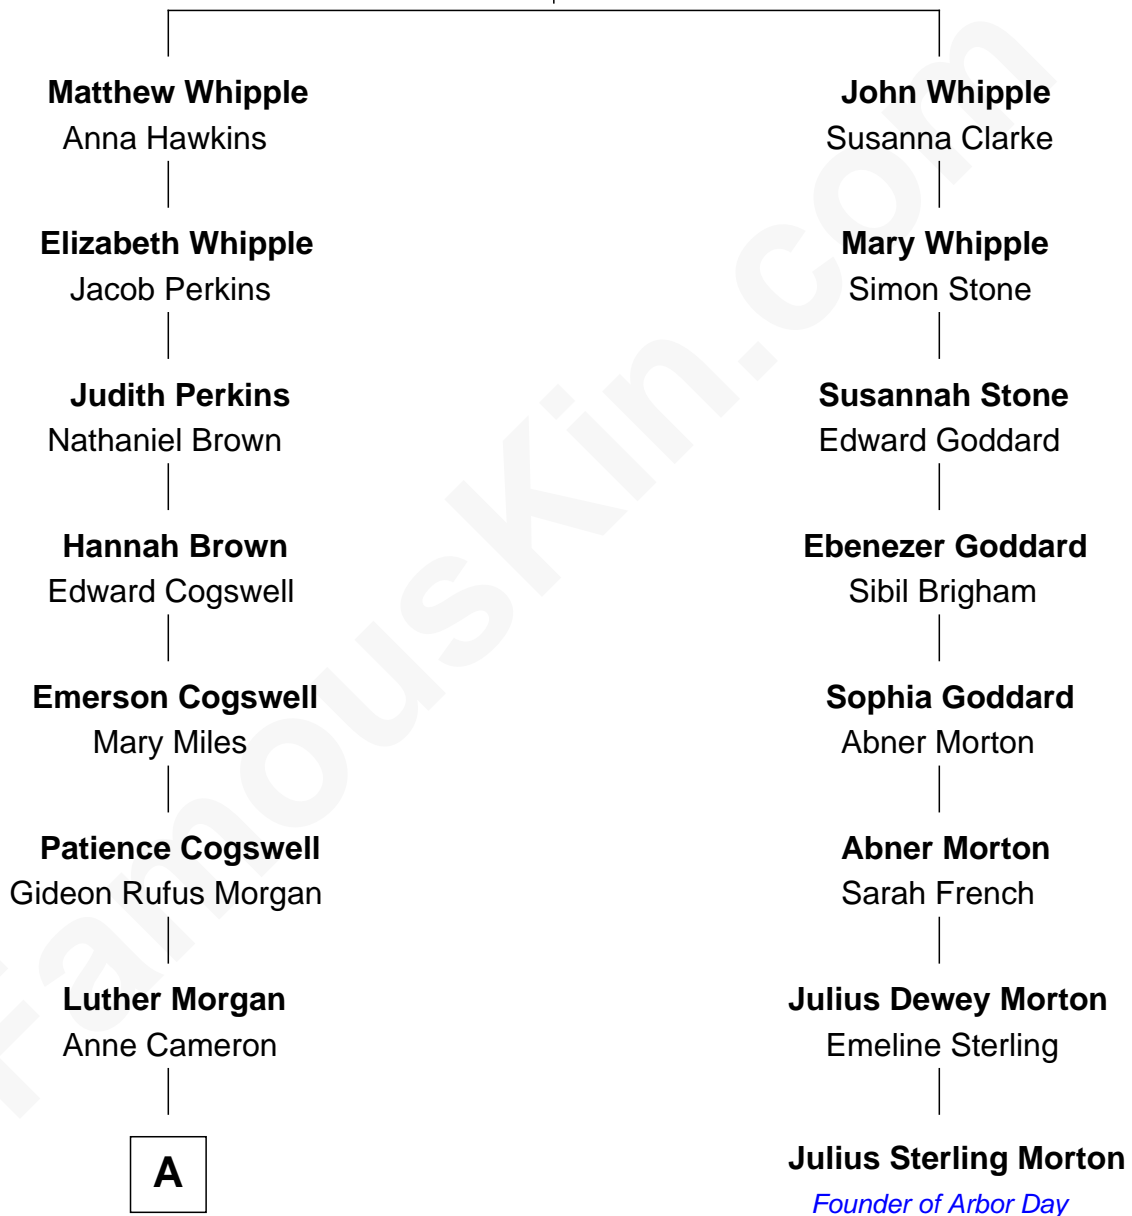 Matthew Whipple
Anna Hawkins
Elizabeth Whipple
Jacob Perkins
Judith Perkins
Nathaniel Brown
Hannah Brown
Edward Cogswell
Emerson Cogswell
Mary Miles
Patience Cogswell
Gideon Rufus Morgan
Luther Morgan
Anne Cameron
A
John Whipple
Susanna Clarke
Mary Whipple
Simon Stone
Susannah Stone
Edward Goddard
Ebenezer Goddard
Sibil Brigham
Sophia Goddard
Abner Morton
Abner Morton
Sarah French
Julius Dewey Morton
Emeline Sterling
Julius Sterling Morton
Founder of Arbor Day
FamousKin.com